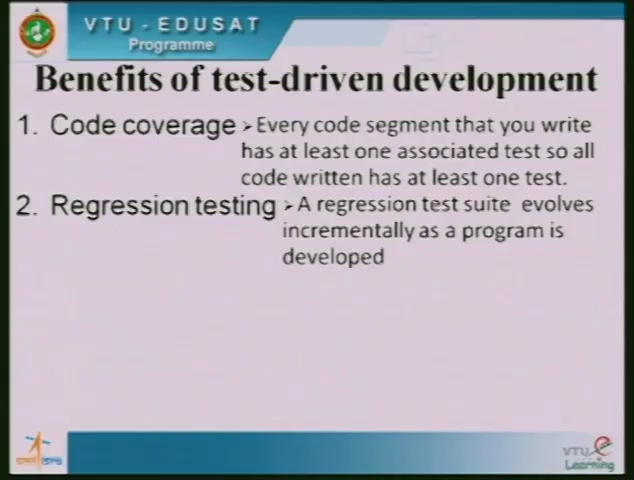 VTU - EDUSAT
Programme
Benefits of test-driven development
1. Code coverage ➢ Every code segment that you write
has at least one associated test so all
code written has at least one test.
2. Regression testing ➢ A regression test suite evolves
incrementally as a program is
developed
VTU e
Learning